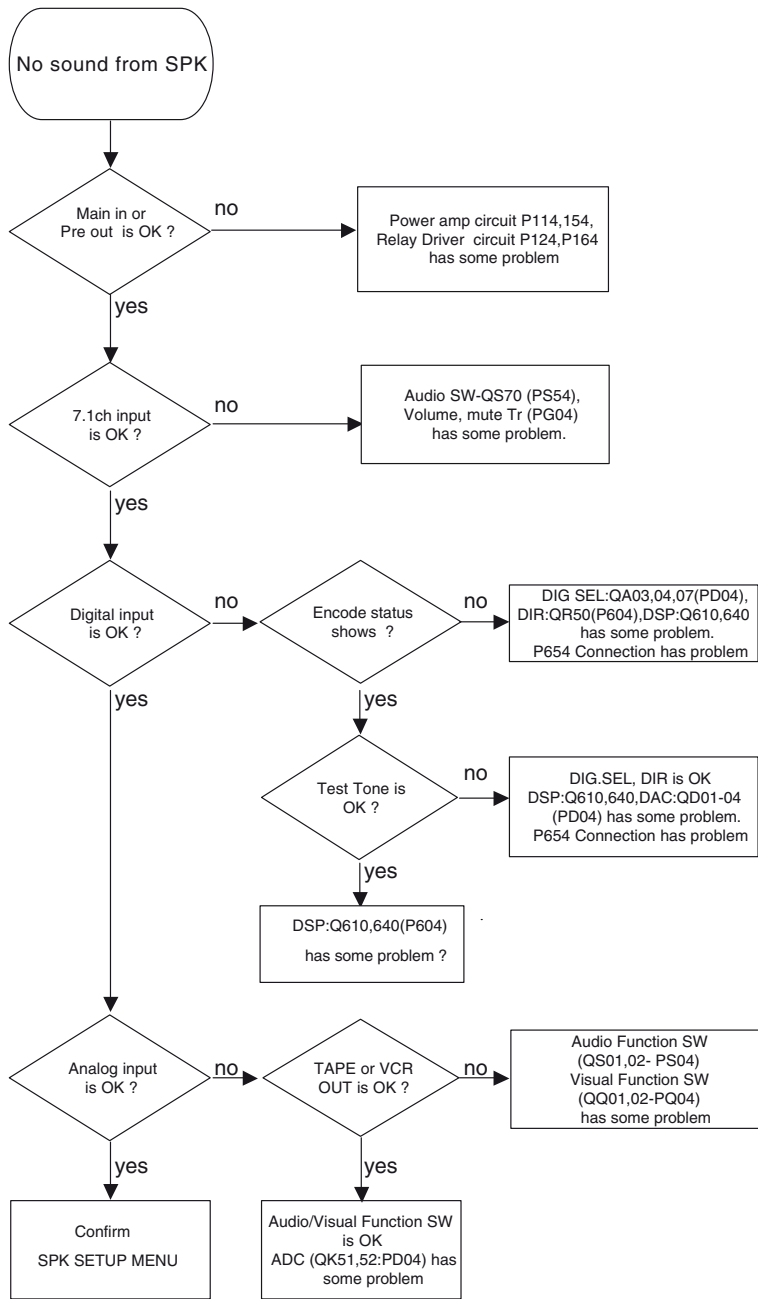 No sound from SPK
Main in or
Pre out is OK ?
no
Power amp circuit P114,154,
Relay Driver circuit P124,P164
has some problem
yes
7.1ch input
is OK ?
no
Audio SW-QS70 (PS54),
Volume, mute Tr (PG04)
has some problem.
yes
Digital input
is OK ?
no
Encode status
shows ?
no
DIG SEL:QA03,04,07(PD04),
DIR:QR50(P604),DSP:Q610,640
has some problem.
P654 Connection has problem
yes
yes
Test Tone is
OK ?
no
DIG.SEL, DIR is OK
DSP:Q610,640,DAC:QD01-04
(PD04) has some problem.
P654 Connection has problem
yes
DSP:Q610,640(P604)
has some problem ?
Analog input
is OK ?
no
TAPE or VCR
OUT is OK ?
no
Audio Function SW
(QS01,02- PS04)
Visual Function SW
(QQ01,02-PQ04)
has some problem
yes
yes
Confirm
SPK SETUP MENU
Audio/Visual Function SW
is OK
ADC (QK51,52:PD04) has
some problem